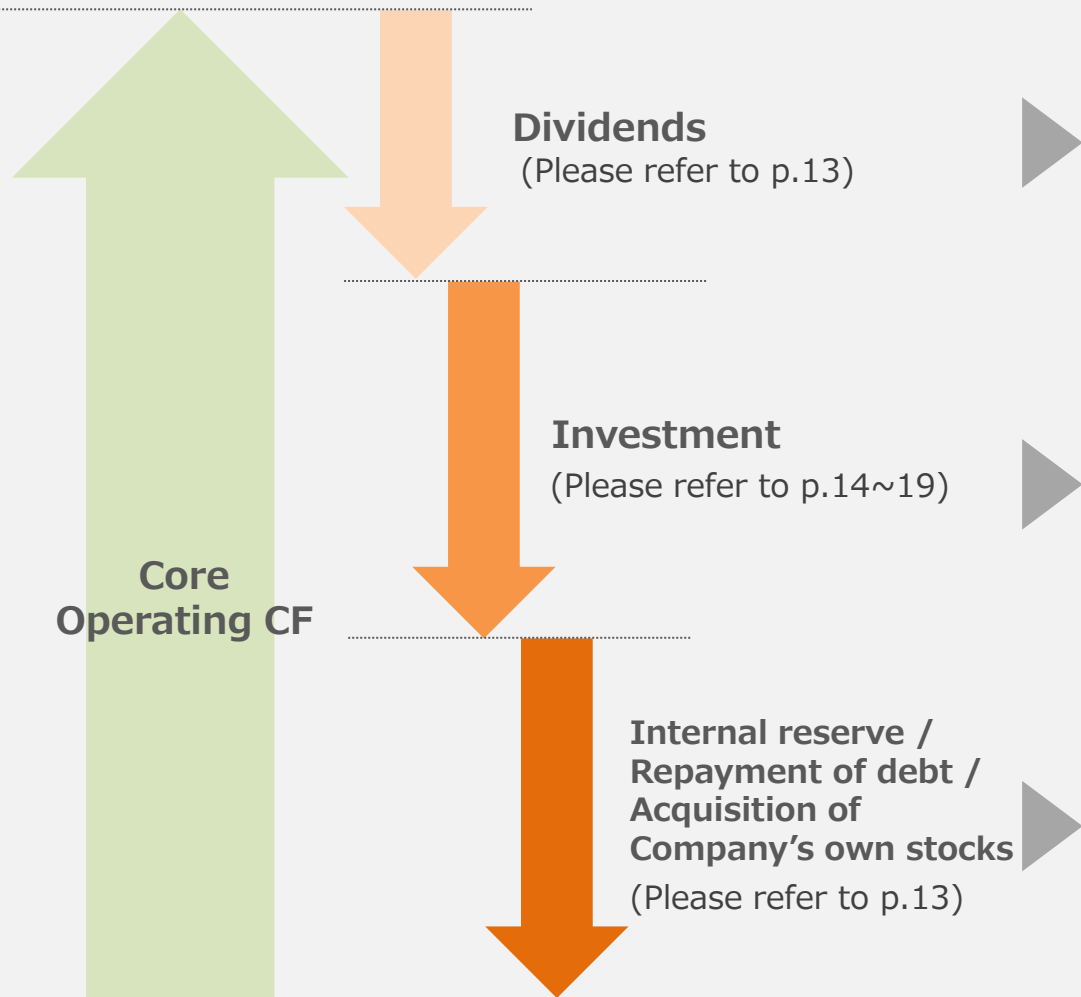 Dividends
(Please refer to p.13)
Investment
(Please refer to p.14~19)
Core
Operating CF
Internal reserve /
Repayment of debt /
Acquisition of
Company’s own stocks
(Please refer to p.13)